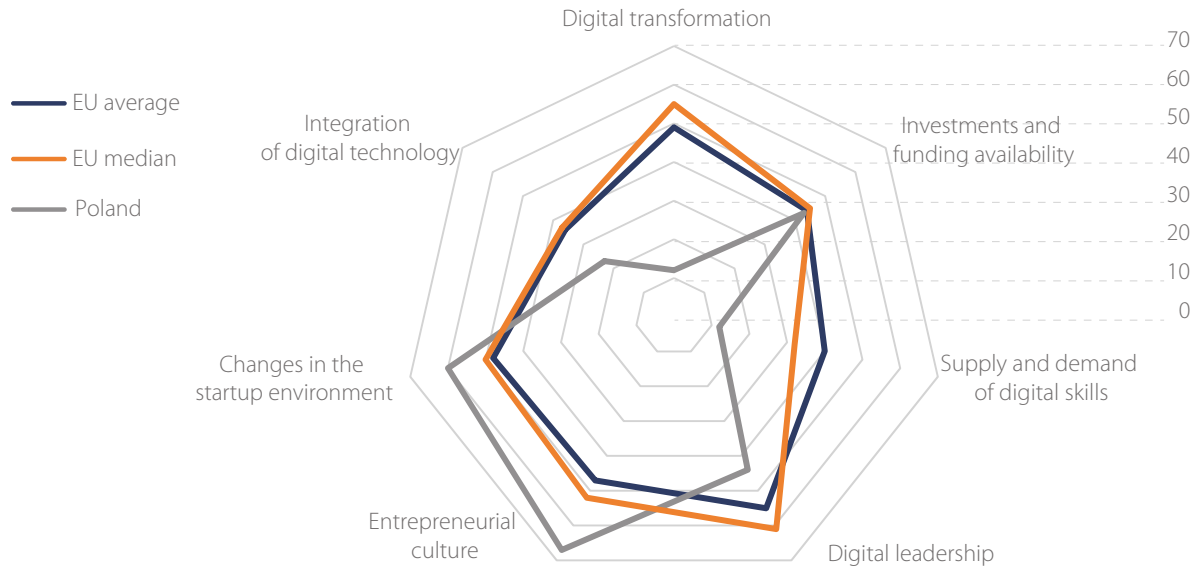 Digital transformation
70
60
50
40
30
20
10
0
EU average
EU median
Poland
Integration
of digital technology
Investments and
funding availability
Changes in the
startup environment
Supply and demand
of digital skills
Entrepreneurial
culture
Digital leadership